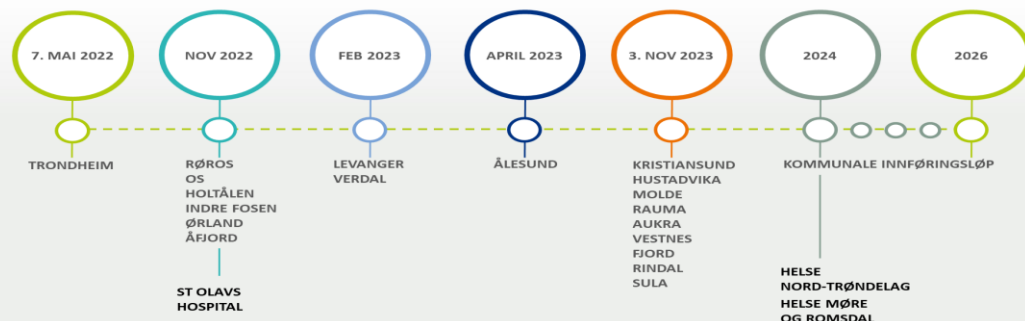 7. MAI 2022
NOV 2022
FEB 2023
APRIL 2023
3. NOV 2023
2024
2026
TRONDHEIM
RØROS
OS
HOLTÅLEN
INDRE FOSEN
ØRLAND
ÅFJORD
ST OLAVS
HOSPITAL
LEVANGER
VERDAL
ÅLESUND
KRISTIANSUND
HUSTADVIKA
MOLDE
RAUMA
AUKRA
VESTNES
FJORD
RINDAL
SULA
KOMMUNALE INNFØRINGSLØP
HELSE
NORD-TRØNDELAG
HELSE MØRE
OG ROMSDAL